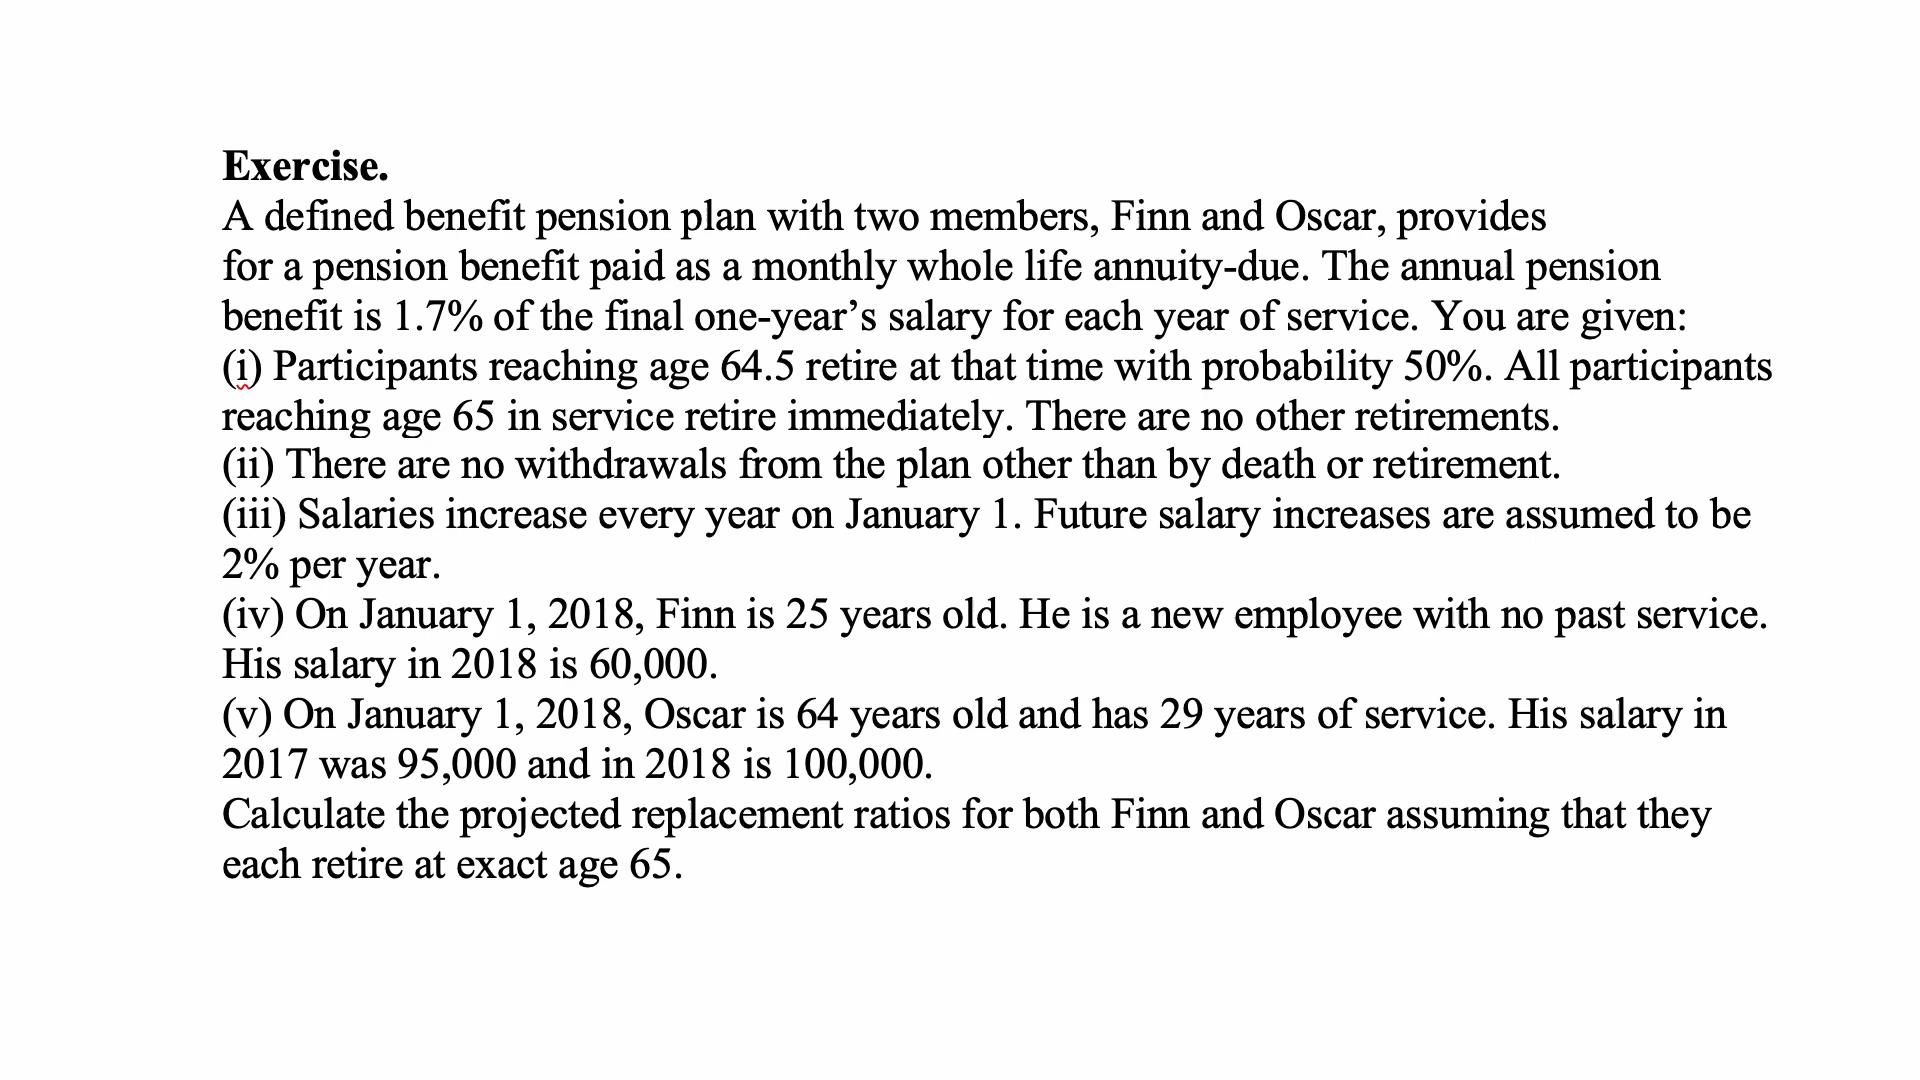 Exercise.
A defined benefit pension plan with two members, Finn and Oscar, provides
for a pension benefit paid as a monthly whole life annuity-due. The annual pension
benefit is 1.7% of the final one-year’s salary for each year of service. You are given:
(i) Participants reaching age 64.5 retire at that time with probability 50%. All participants
reaching age 65 in service retire immediately. There are no other retirements.
(ii) There are no withdrawals from the plan other than by death or retirement.
(iii) Salaries increase every year on January 1. Future salary increases are assumed to be
2% per year.
(iv) On January 1, 2018, Finn is 25 years old. He is a new employee with no past service.
His salary in 2018 is 60,000.
(v) On January 1, 2018, Oscar is 64 years old and has 29 years of service. His salary in
2017 was 95,000 and in 2018 is 100,000.
Calculate the projected replacement ratios for both Finn and Oscar assuming that they
each retire at exact age 65.